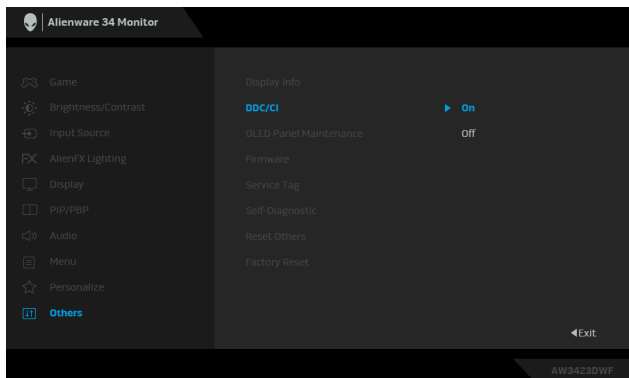 Alienware 34 Monitor
Game
Brightness/Contrast
Input Source
AlienFX Lighting
Display
PIP/PBP
Audio
Menu
Personalize
Others
Display Info
DDC/CI
On
OLED Panel Maintenance
Off
Firmware
Service Tag
Self-Diagnostic
Reset Others
Factory Reset
Exit
AW3423DWF